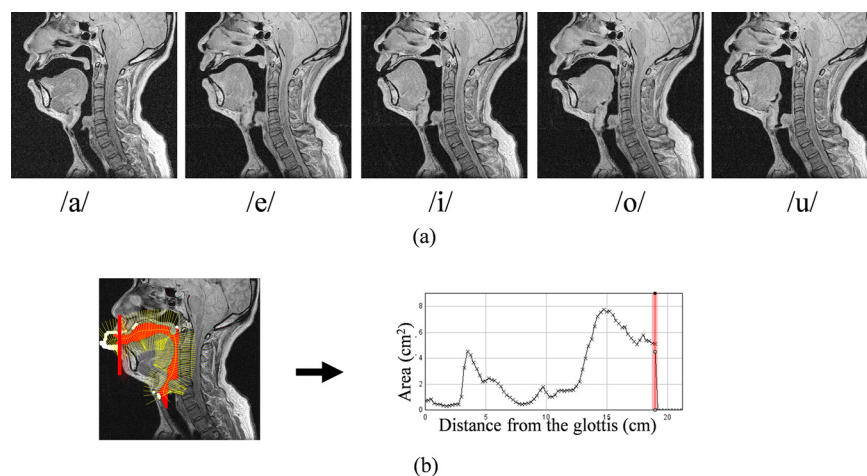 /a/ /e/ /i/ /o/ /u/
(a)
Area (cm²)
8
6
4
2
0
0 5 10 15 20
Distance from the glottis (cm)
(b)